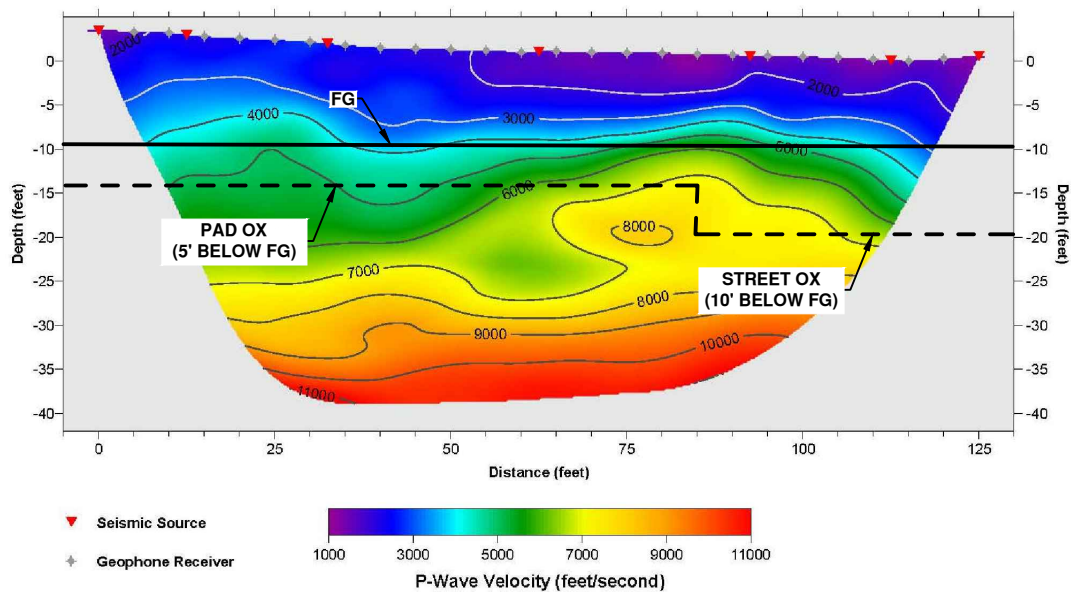 2000
0
-5
-10
-15
-20
-25
-30
-35
-40
Depth (feet)
0
-5
-10
-15
-20
-25
-30
-35
-40
Depth (feet)
FG
4000
3000
2000
5000
6000
8000
7000
8000
9000
10000
11000
PAD OX
(5' BELOW FG)
STREET OX
(10' BELOW FG)
0 25 50 75 100 125
Distance (feet)
Seismic Source
Geophone Receiver
1000 3000 5000 7000 9000 11000
P-Wave Velocity (feet/second)